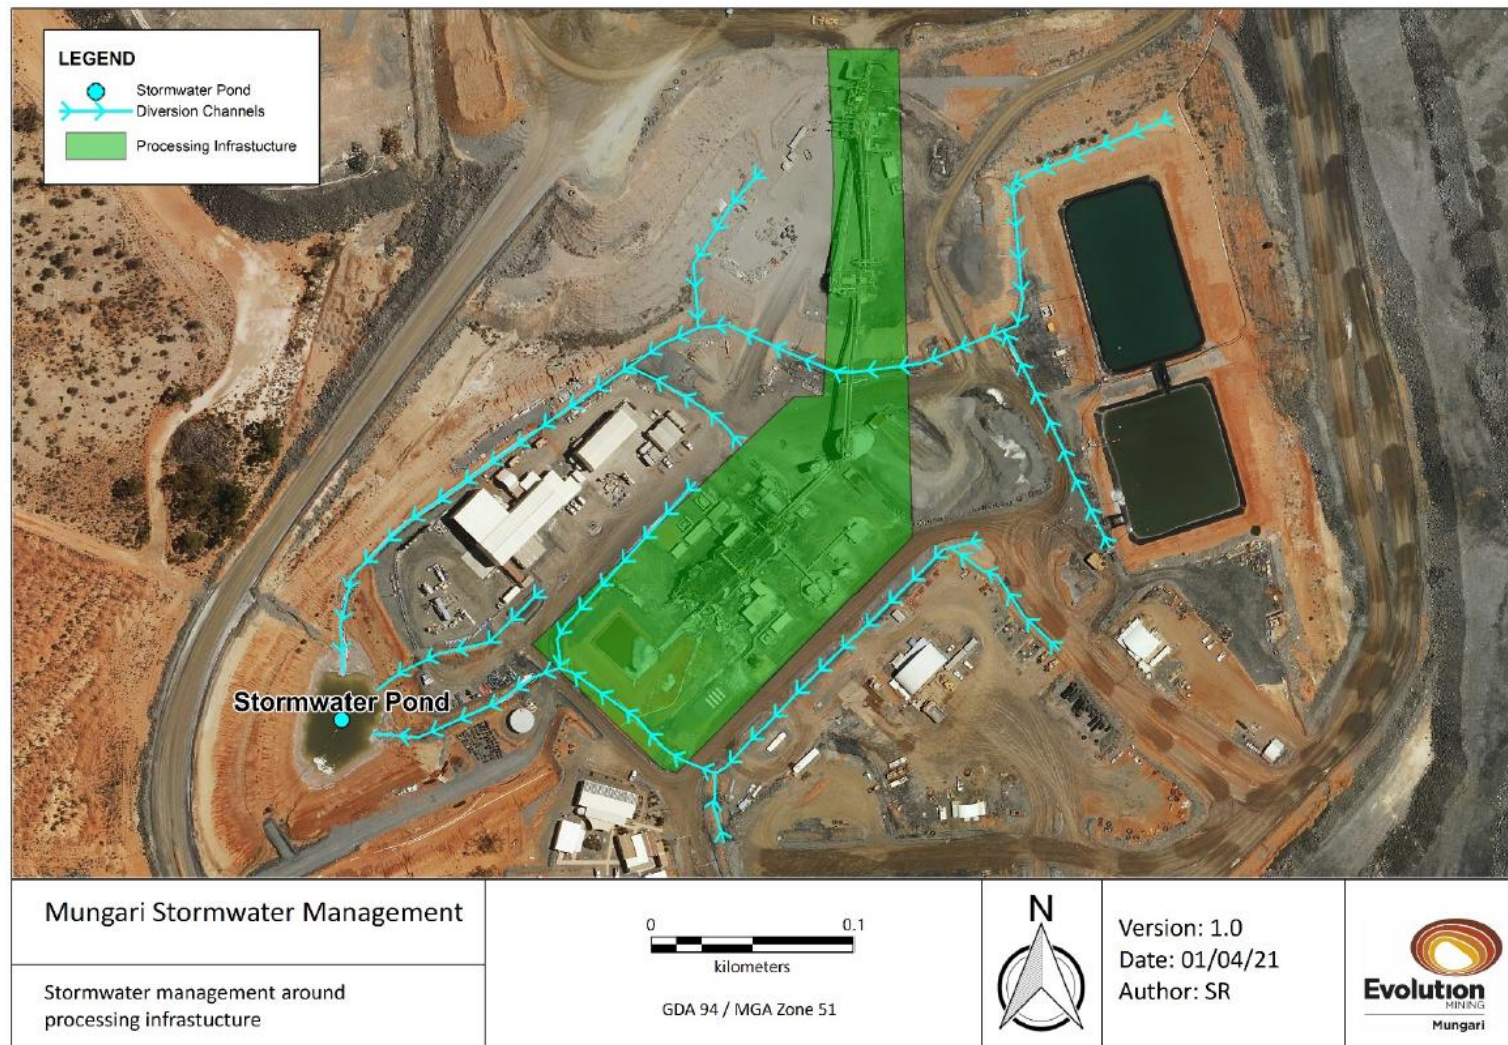 LEGEND
Stormwater Pond
Diversion Channels
Processing Infrastucture
Stormwater Pond
Mungari Stormwater Management
Stormwater management around
processing infrastucture
0 0.1
kilometers
GDA 94 / MGA Zone 51
N
Version: 1.0
Date: 01/04/21
Author: SR
Evolution
MINING
Mungari